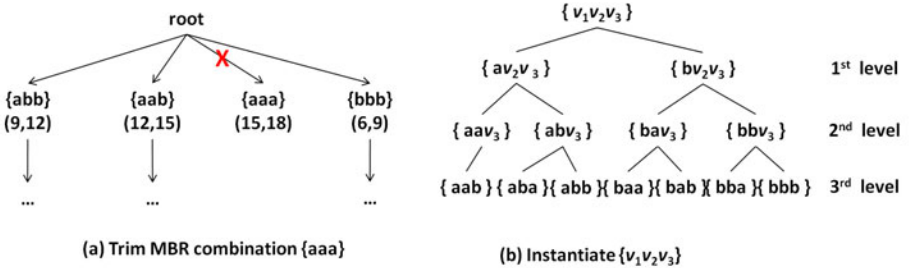 root
X
{abb} {aab} {aaa} {bbb}
(9,12) (12,15) (15,18) (6,9)
... ... ...
(a) Trim MBR combination {aaa}
{ v₁v₂v₃ }
{ av₂v₃ } { bv₂v₃ } 1st level
{ aav₃ } { abv₃ } { bav₃ } { bbv₃ } 2nd level
{ aab } { aba }{ abb }{ baa }{ bab }{ bba }{ bbb } 3rd level
(b) Instantiate {v₁v₂v₃}